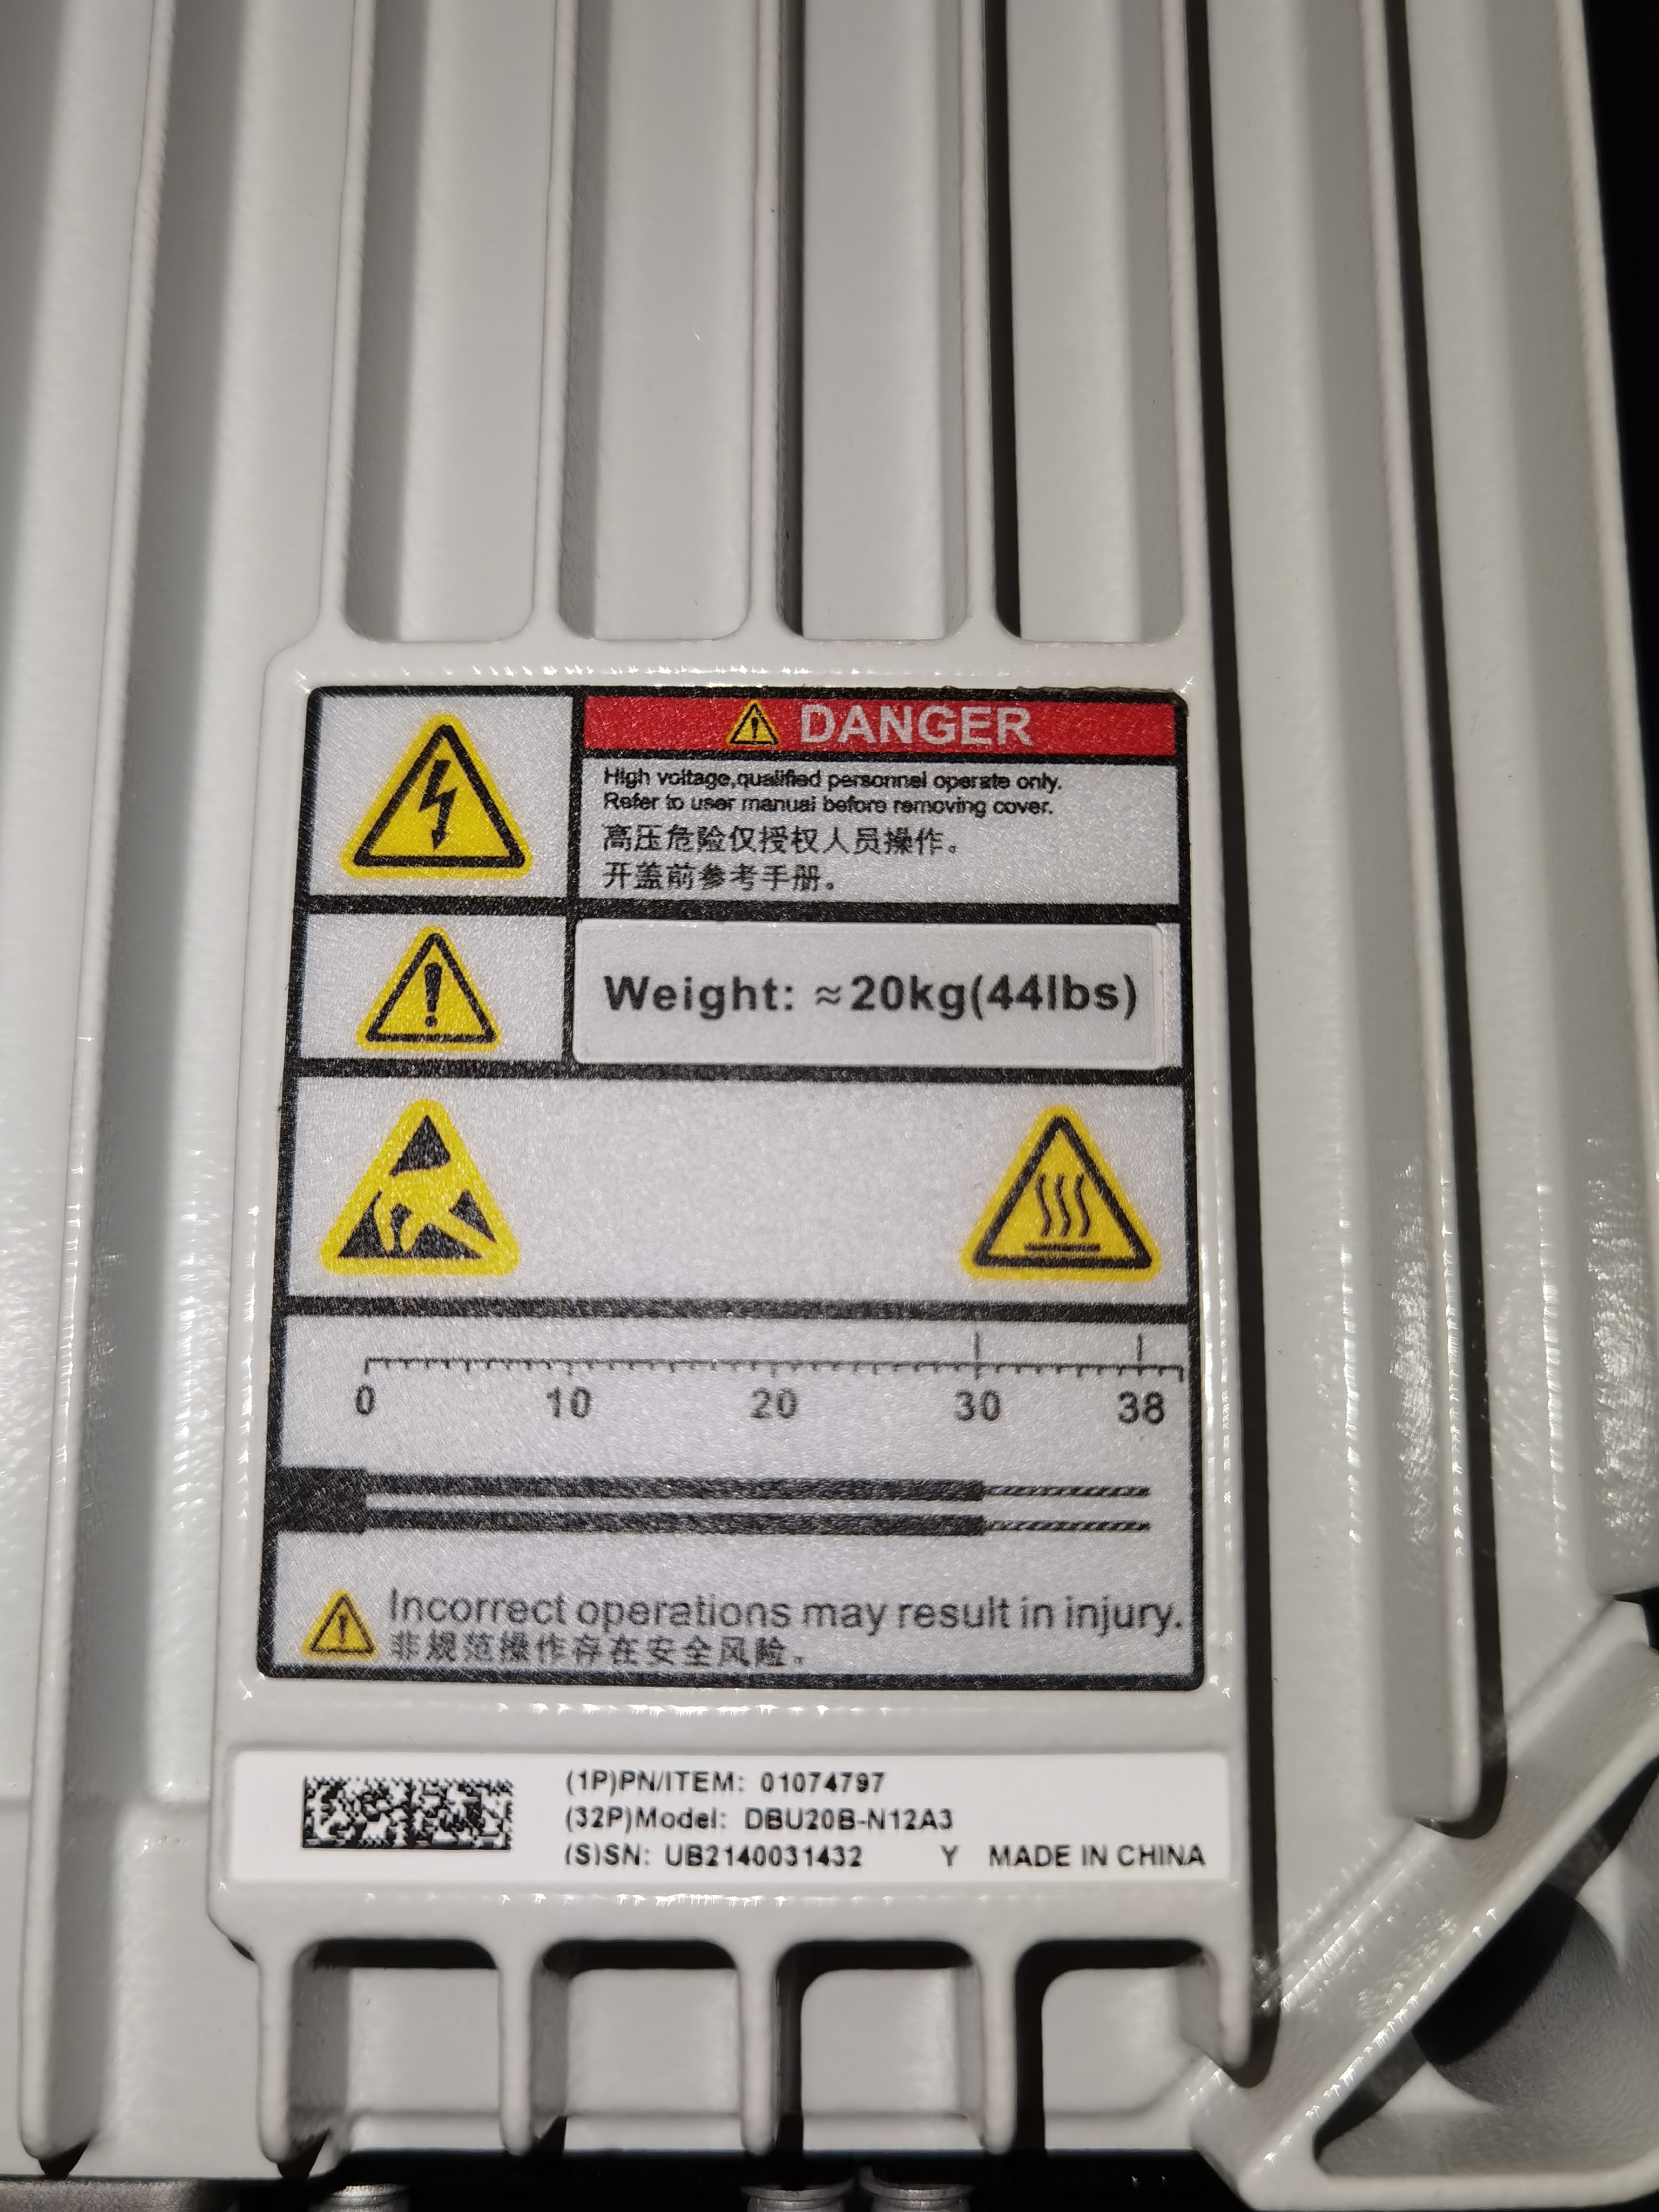 DANGER
High voltage,qualified personnel operate only.
Refer to user manual before removing cover.
高压危险仅授权人员操作。
开盖前参考手册。
Weight: ≈20kg(44lbs)
0 10 20 30 38
Incorrect operations may result in injury.
非规范操作存在安全风险。
(1P)PN/ITEM: 01074797
(32P)Model: DBU20B-N12A3
(S)SN: UB2140031432 Y MADE IN CHINA